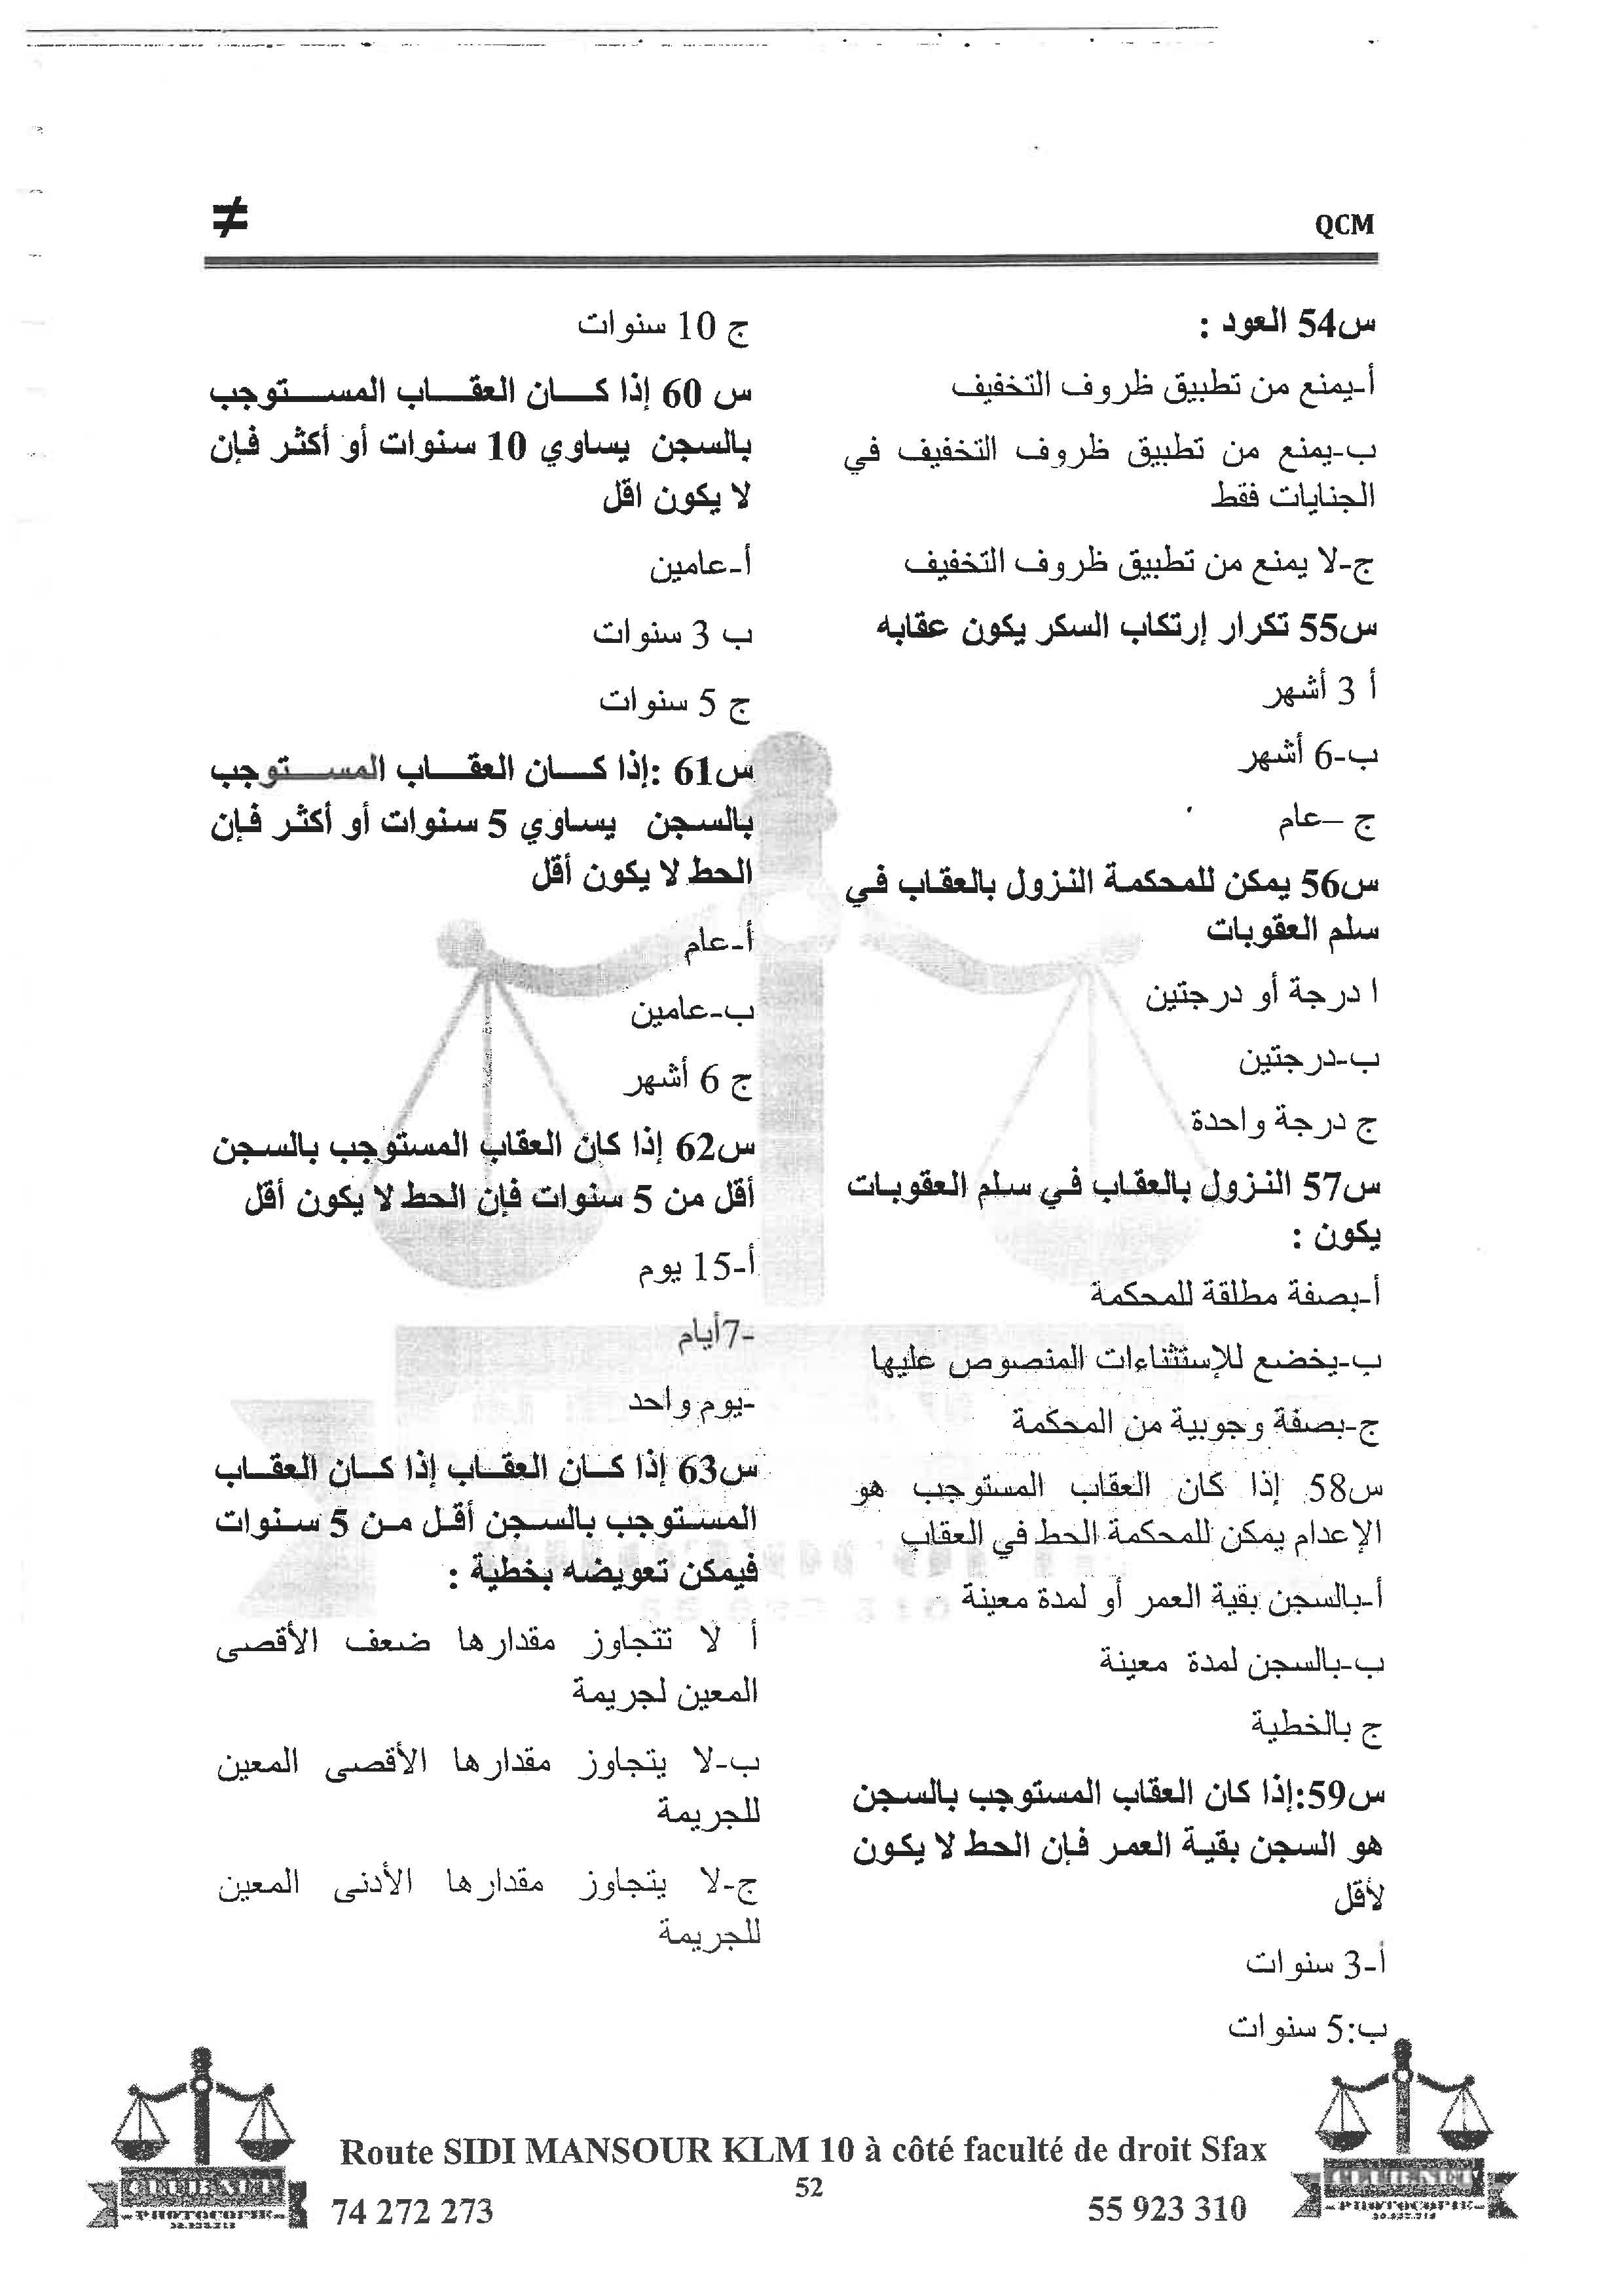 QCM
≠
س54 العود :
أ-يمنع من تطبيق ظروف التخفيف
ب-يمنع من تطبيق ظروف التخفيف في
الجنايات فقط
ج-لا يمنع من تطبيق ظروف التخفيف
س55 تكرار إرتكاب السكر يكون عقابه
أ 3 أشهر
ب-6 أشهر
ج –عام
س56 يمكن للمحكمة النزول بالعقاب في
سلم العقوبات
ا درجة أو درجتين
ب-درجتين
ج درجة واحدة
س57 النزول بالعقاب في سلم العقوبات
يكون :
أ-بصفة مطلقة للمحكمة
ب-يخضع للإستثناءات المنصوص عليها
ج-بصفة وجوبية من المحكمة
س58 إذا كان العقاب المستوجب هو
الإعدام يمكن للمحكمة الحط في العقاب
أ-بالسجن بقية العمر أو لمدة معينة
ب-بالسجن لمدة معينة
ج بالخطية
س59:إذا كان العقاب المستوجب بالسجن
هو السجن بقية العمر فإن الحط لا يكون
لأقل
أ-3 سنوات
ب:5 سنوات
ج 10 سنوات
س 60 إذا كان العقاب المستوجب
بالسجن يساوي 10 سنوات أو أكثر فإن
لا يكون اقل
أ-عامين
ب 3 سنوات
ج 5 سنوات
س61 :إذا كان العقاب المستوجب
بالسجن يساوي 5 سنوات أو أكثر فإن
الحط لا يكون أقل
أ-عام
ب-عامين
ج 6 أشهر
س62 إذا كان العقاب المستوجب بالسجن
أقل من 5 سنوات فإن الحط لا يكون أقل
أ-15 يوم
-7أيام
-يوم واحد
س63 إذا كان العقاب إذا كان العقاب
المستوجب بالسجن أقل من 5 سنوات
فيمكن تعويضه بخطية :
أ لا تتجاوز مقدارها ضعف الأقصى
المعين لجريمة
ب-لا يتجاوز مقدارها الأقصى المعين
للجريمة
ج-لا يتجاوز مقدارها الأدنى المعين
للجريمة
Route SIDI MANSOUR KLM 10 à côté faculté de droit Sfax
52
74 272 273
55 923 310
CLUB NET
PHOTOCOPIE
CLUB NET
PHOTOCOPIE